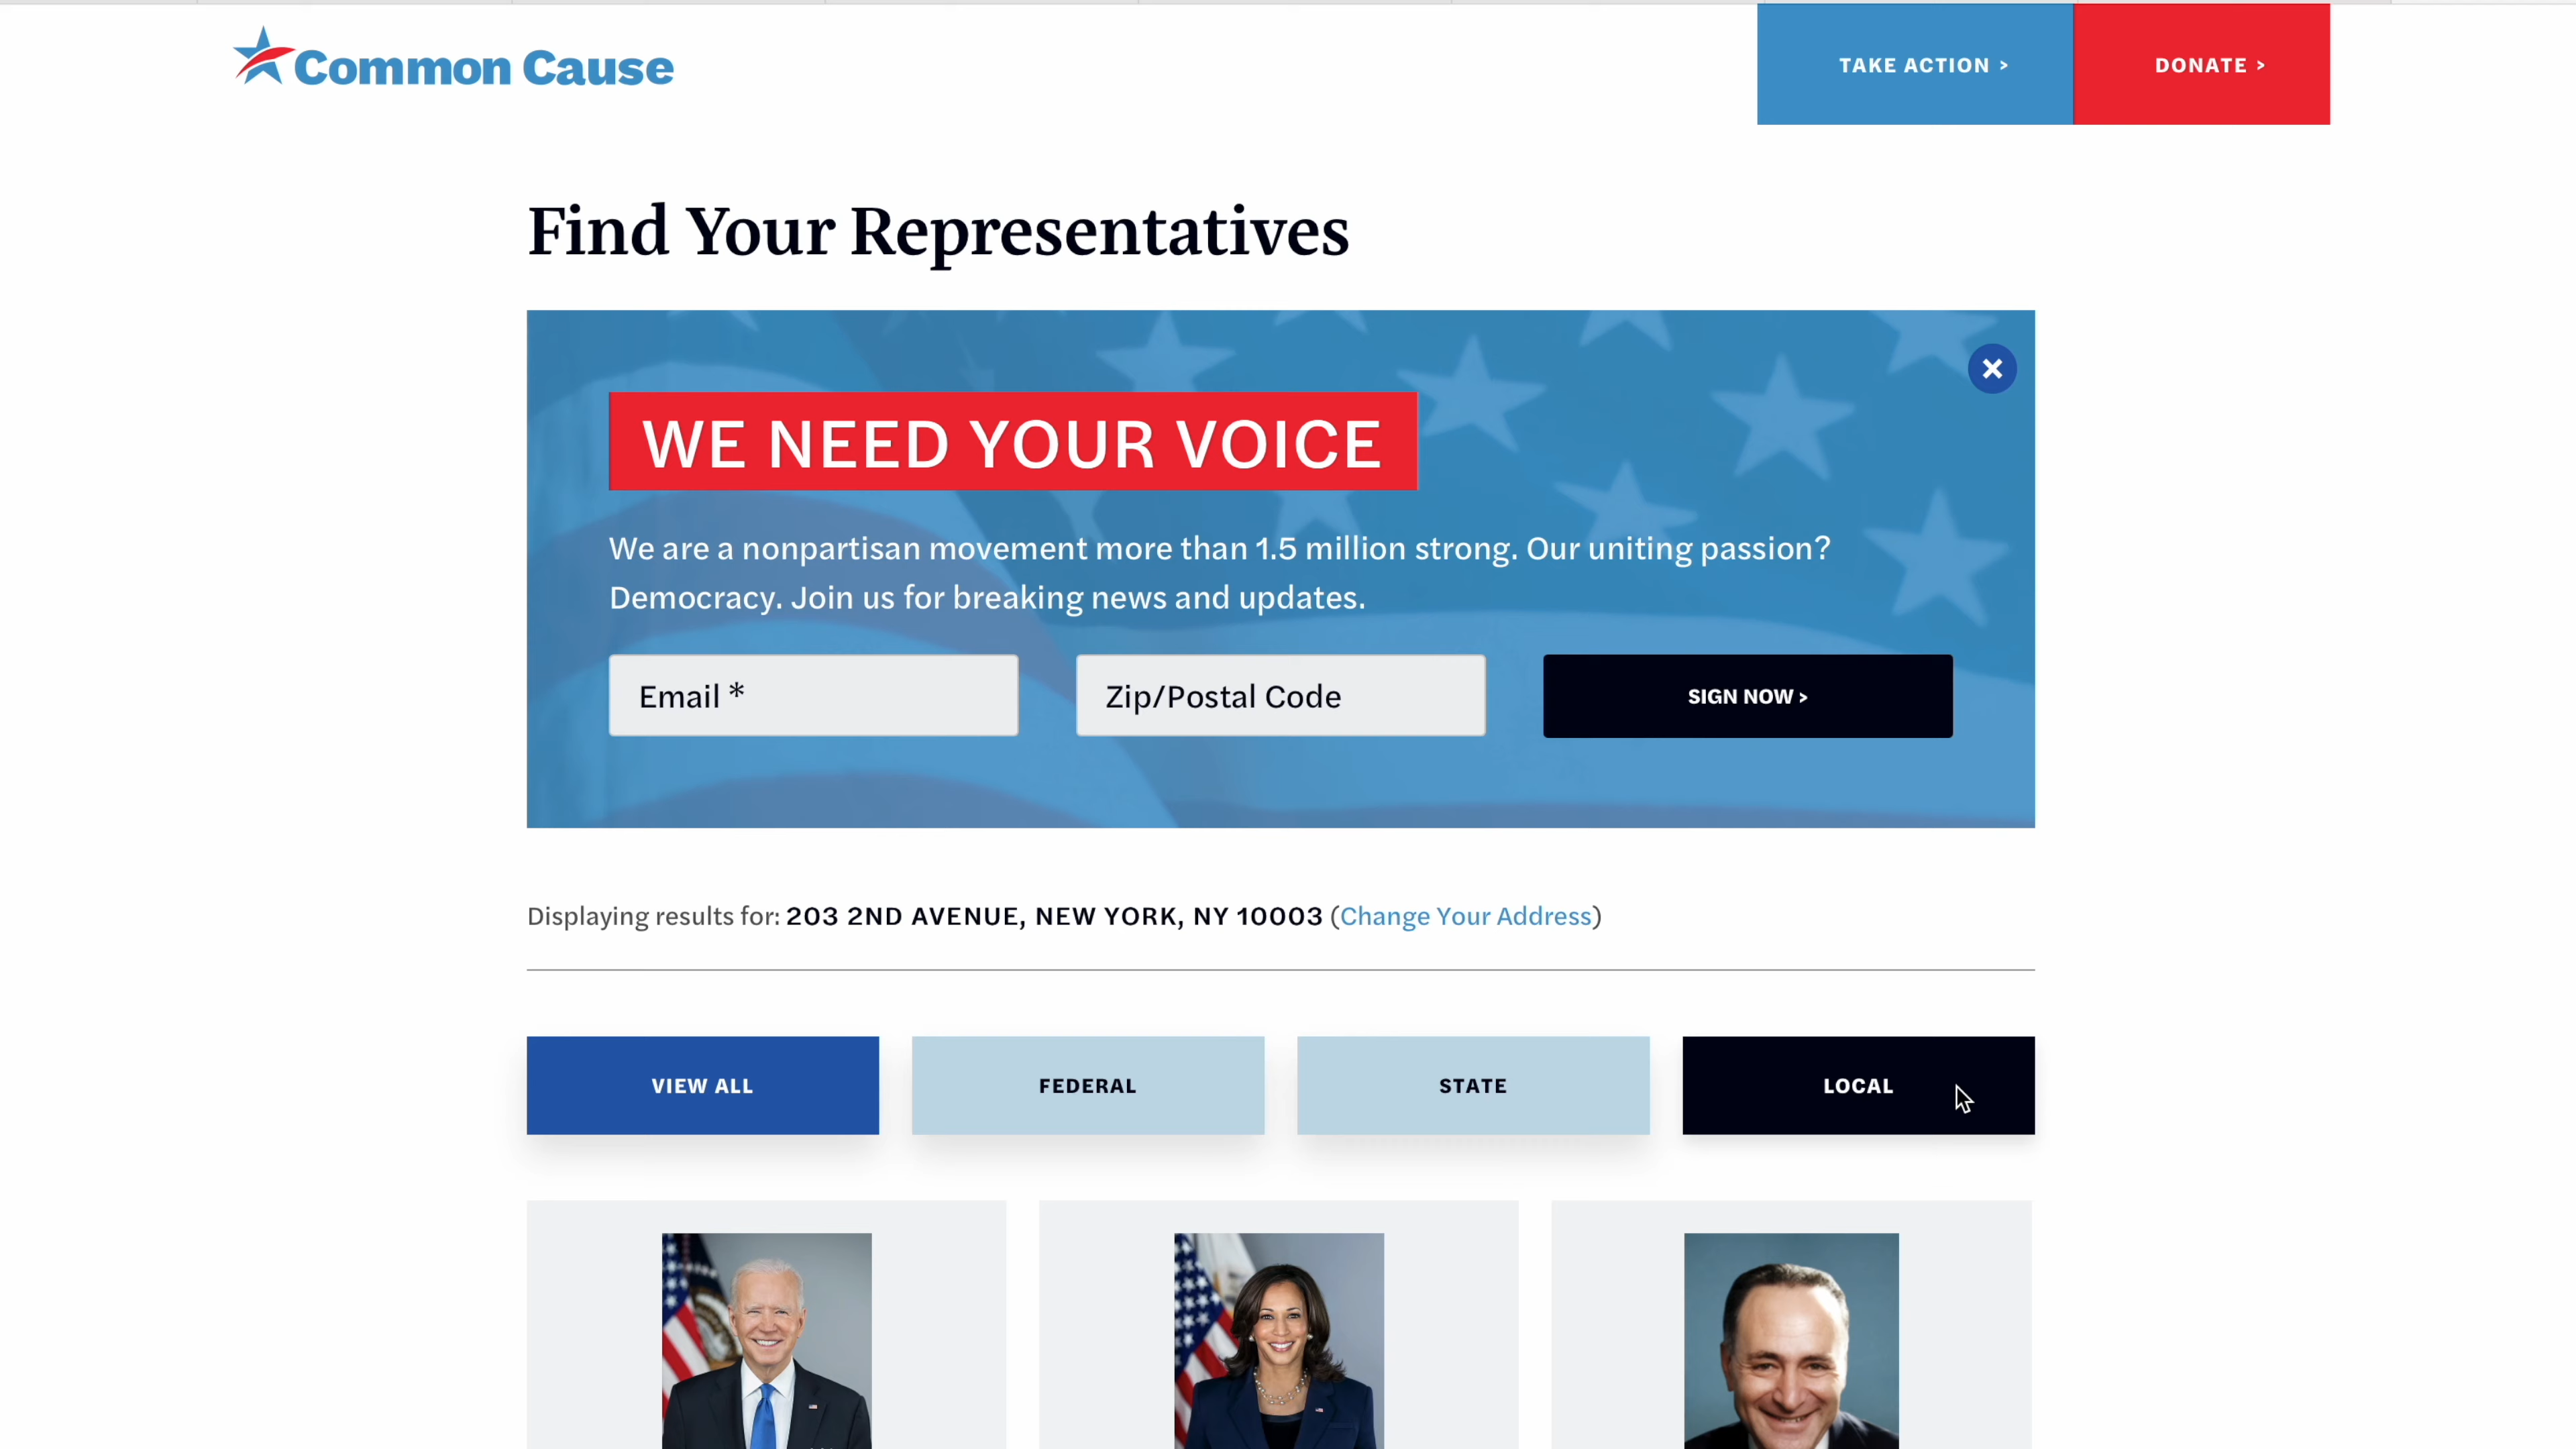 Common Cause
TAKE ACTION >
DONATE >
Find Your Representatives
WE NEED YOUR VOICE
We are a nonpartisan movement more than 1.5 million strong. Our uniting passion?
Democracy. Join us for breaking news and updates.
Email *
Zip/Postal Code
SIGN NOW >
Displaying results for: 203 2ND AVENUE, NEW YORK, NY 10003 (Change Your Address)
VIEW ALL
FEDERAL
STATE
LOCAL